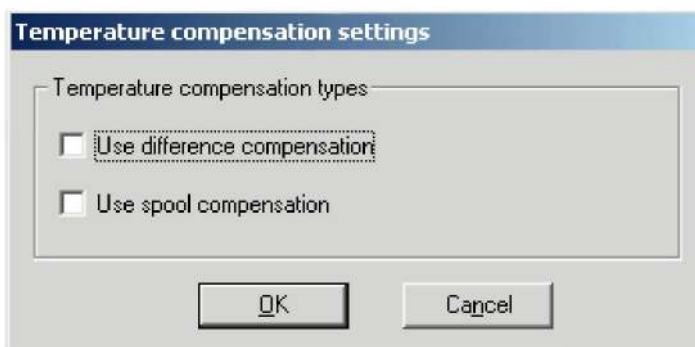 Temperature compensation settings
Temperature compensation types
Use difference compensation
Use spool compensation
OK Cancel